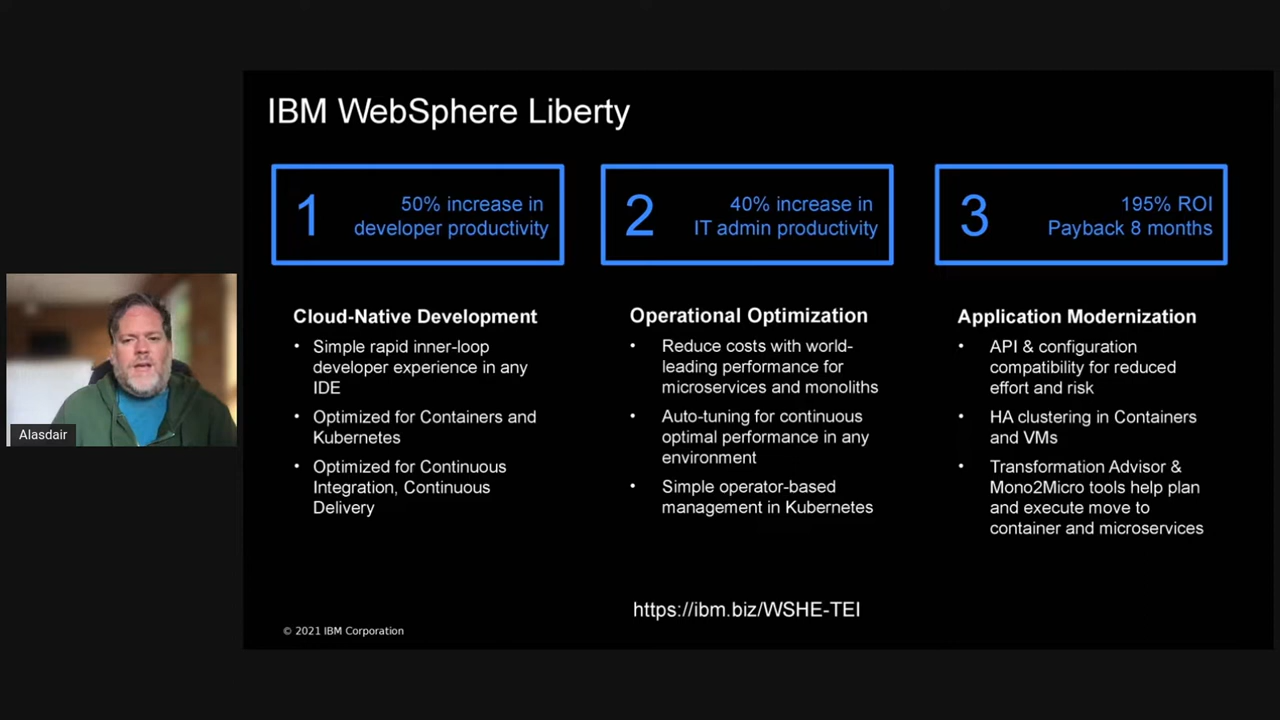 IBM WebSphere Liberty
1
50% increase in
developer productivity
2
40% increase in
IT admin productivity
3
195% ROI
Payback 8 months
Cloud-Native Development
• Simple rapid inner-loop
developer experience in any
IDE
• Optimized for Containers and
Kubernetes
• Optimized for Continuous
Integration, Continuous
Delivery
Operational Optimization
• Reduce costs with world-
leading performance for
microservices and monoliths
• Auto-tuning for continuous
optimal performance in any
environment
• Simple operator-based
management in Kubernetes
Application Modernization
• API & configuration
compatibility for reduced
effort and risk
• HA clustering in Containers
and VMs
• Transformation Advisor &
Mono2Micro tools help plan
and execute move to
container and microservices
https://ibm.biz/WSHE-TEI
© 2021 IBM Corporation
Alasdair